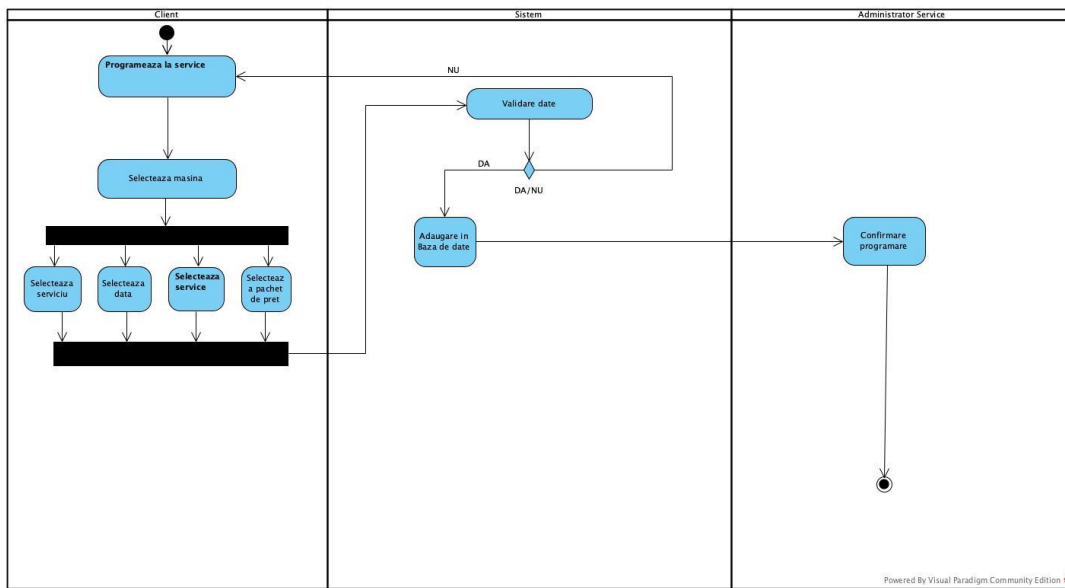 Client
Sistem
Administrator Service
Programeaza la service
NU
Validare date
Selecteaza masina
DA
DA/NU
Adaugare in
Baza de date
Confirmare
programare
Selecteaza
serviciu
Selecteaza
data
Selecteaza
service
Selecteaz
a pachet
de pret
Powered By Visual Paradigm Community Edition